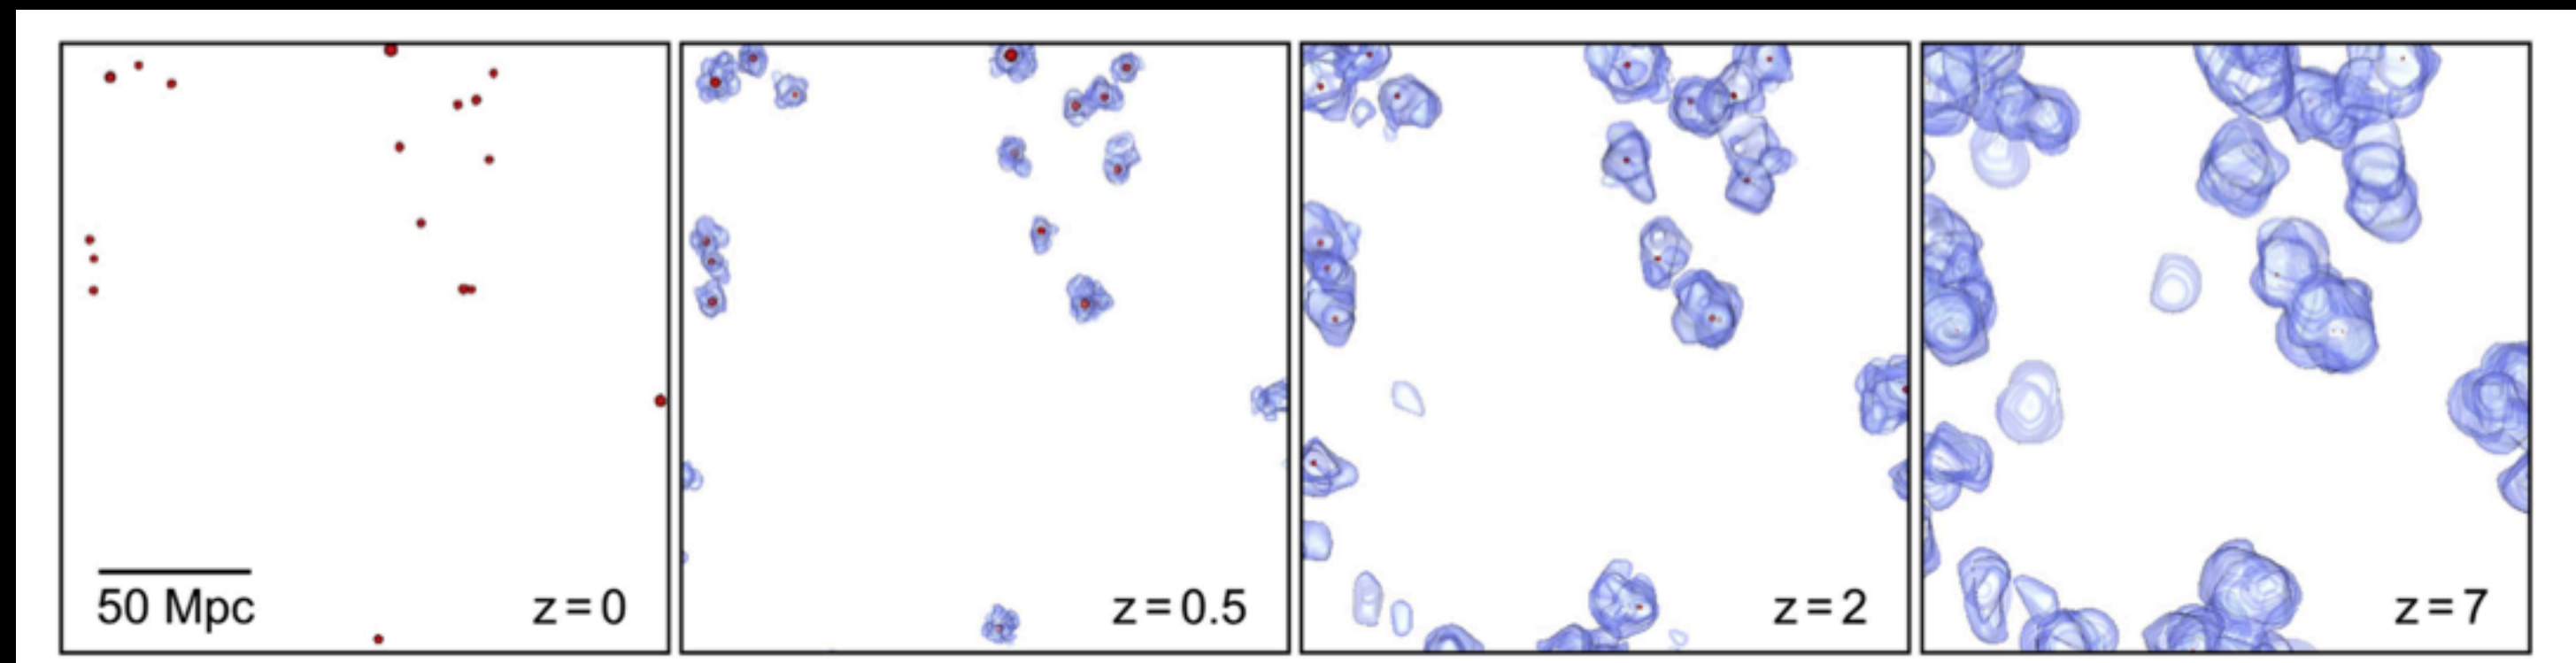 50 Mpc
z = 0
z = 0.5
z = 2
z = 7